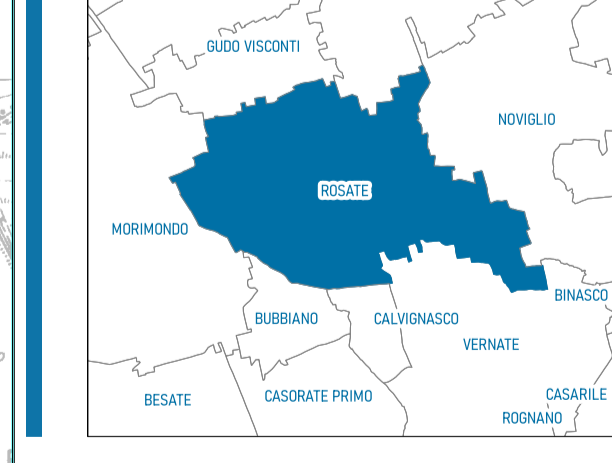 GUDO VISCONTI
NOVIGLIO
ROSATE
MORIMONDO
BINASCO
BUBBIANO
CALVIGNASCO
VERNATE
CASARILE
CASORATE PRIMO
BESATE
ROGNANO